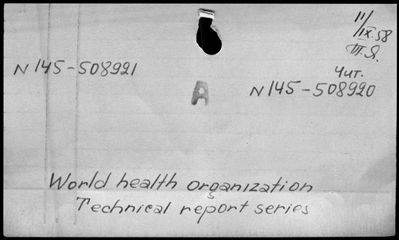 11/IX.58
Ш.Я.
N 145-508921
Чит.
N 145-508920
A
World health organization
Technical report series